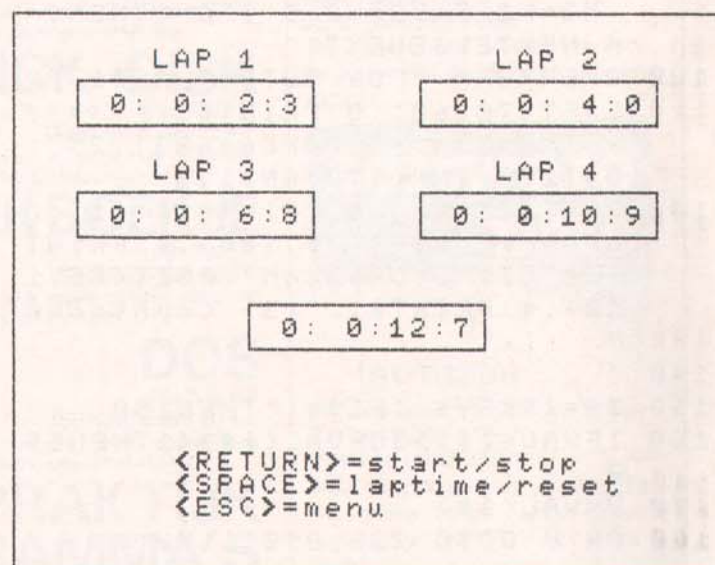 LAP 1 LAP 2
0: 0: 2:3 0: 0: 4:0
LAP 3 LAP 4
0: 0: 6:8 0: 0:10:9
0: 0:12:7
<RETURN>=start/stop
<SPACE>=laptime/reset
<ESC>=menu